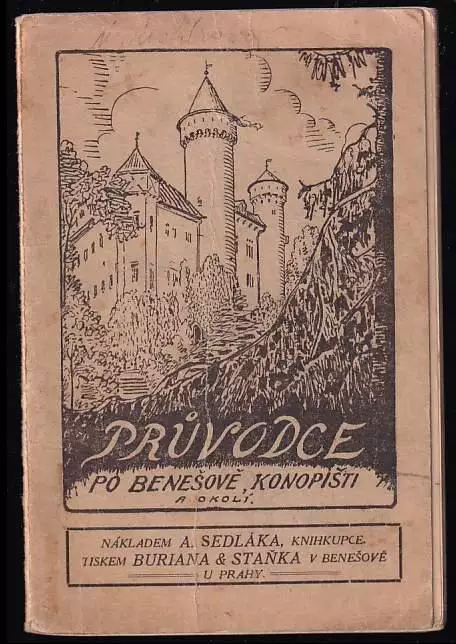 PRŮVODCE
PO BENEŠOVĚ, KONOPIŠTI
A OKOLÍ.
NÁKLADEM A. SEDLÁKA, KNIHKUPCE.
TISKEM BURIANA & STAŇKA V BENEŠOVĚ
U PRAHY.